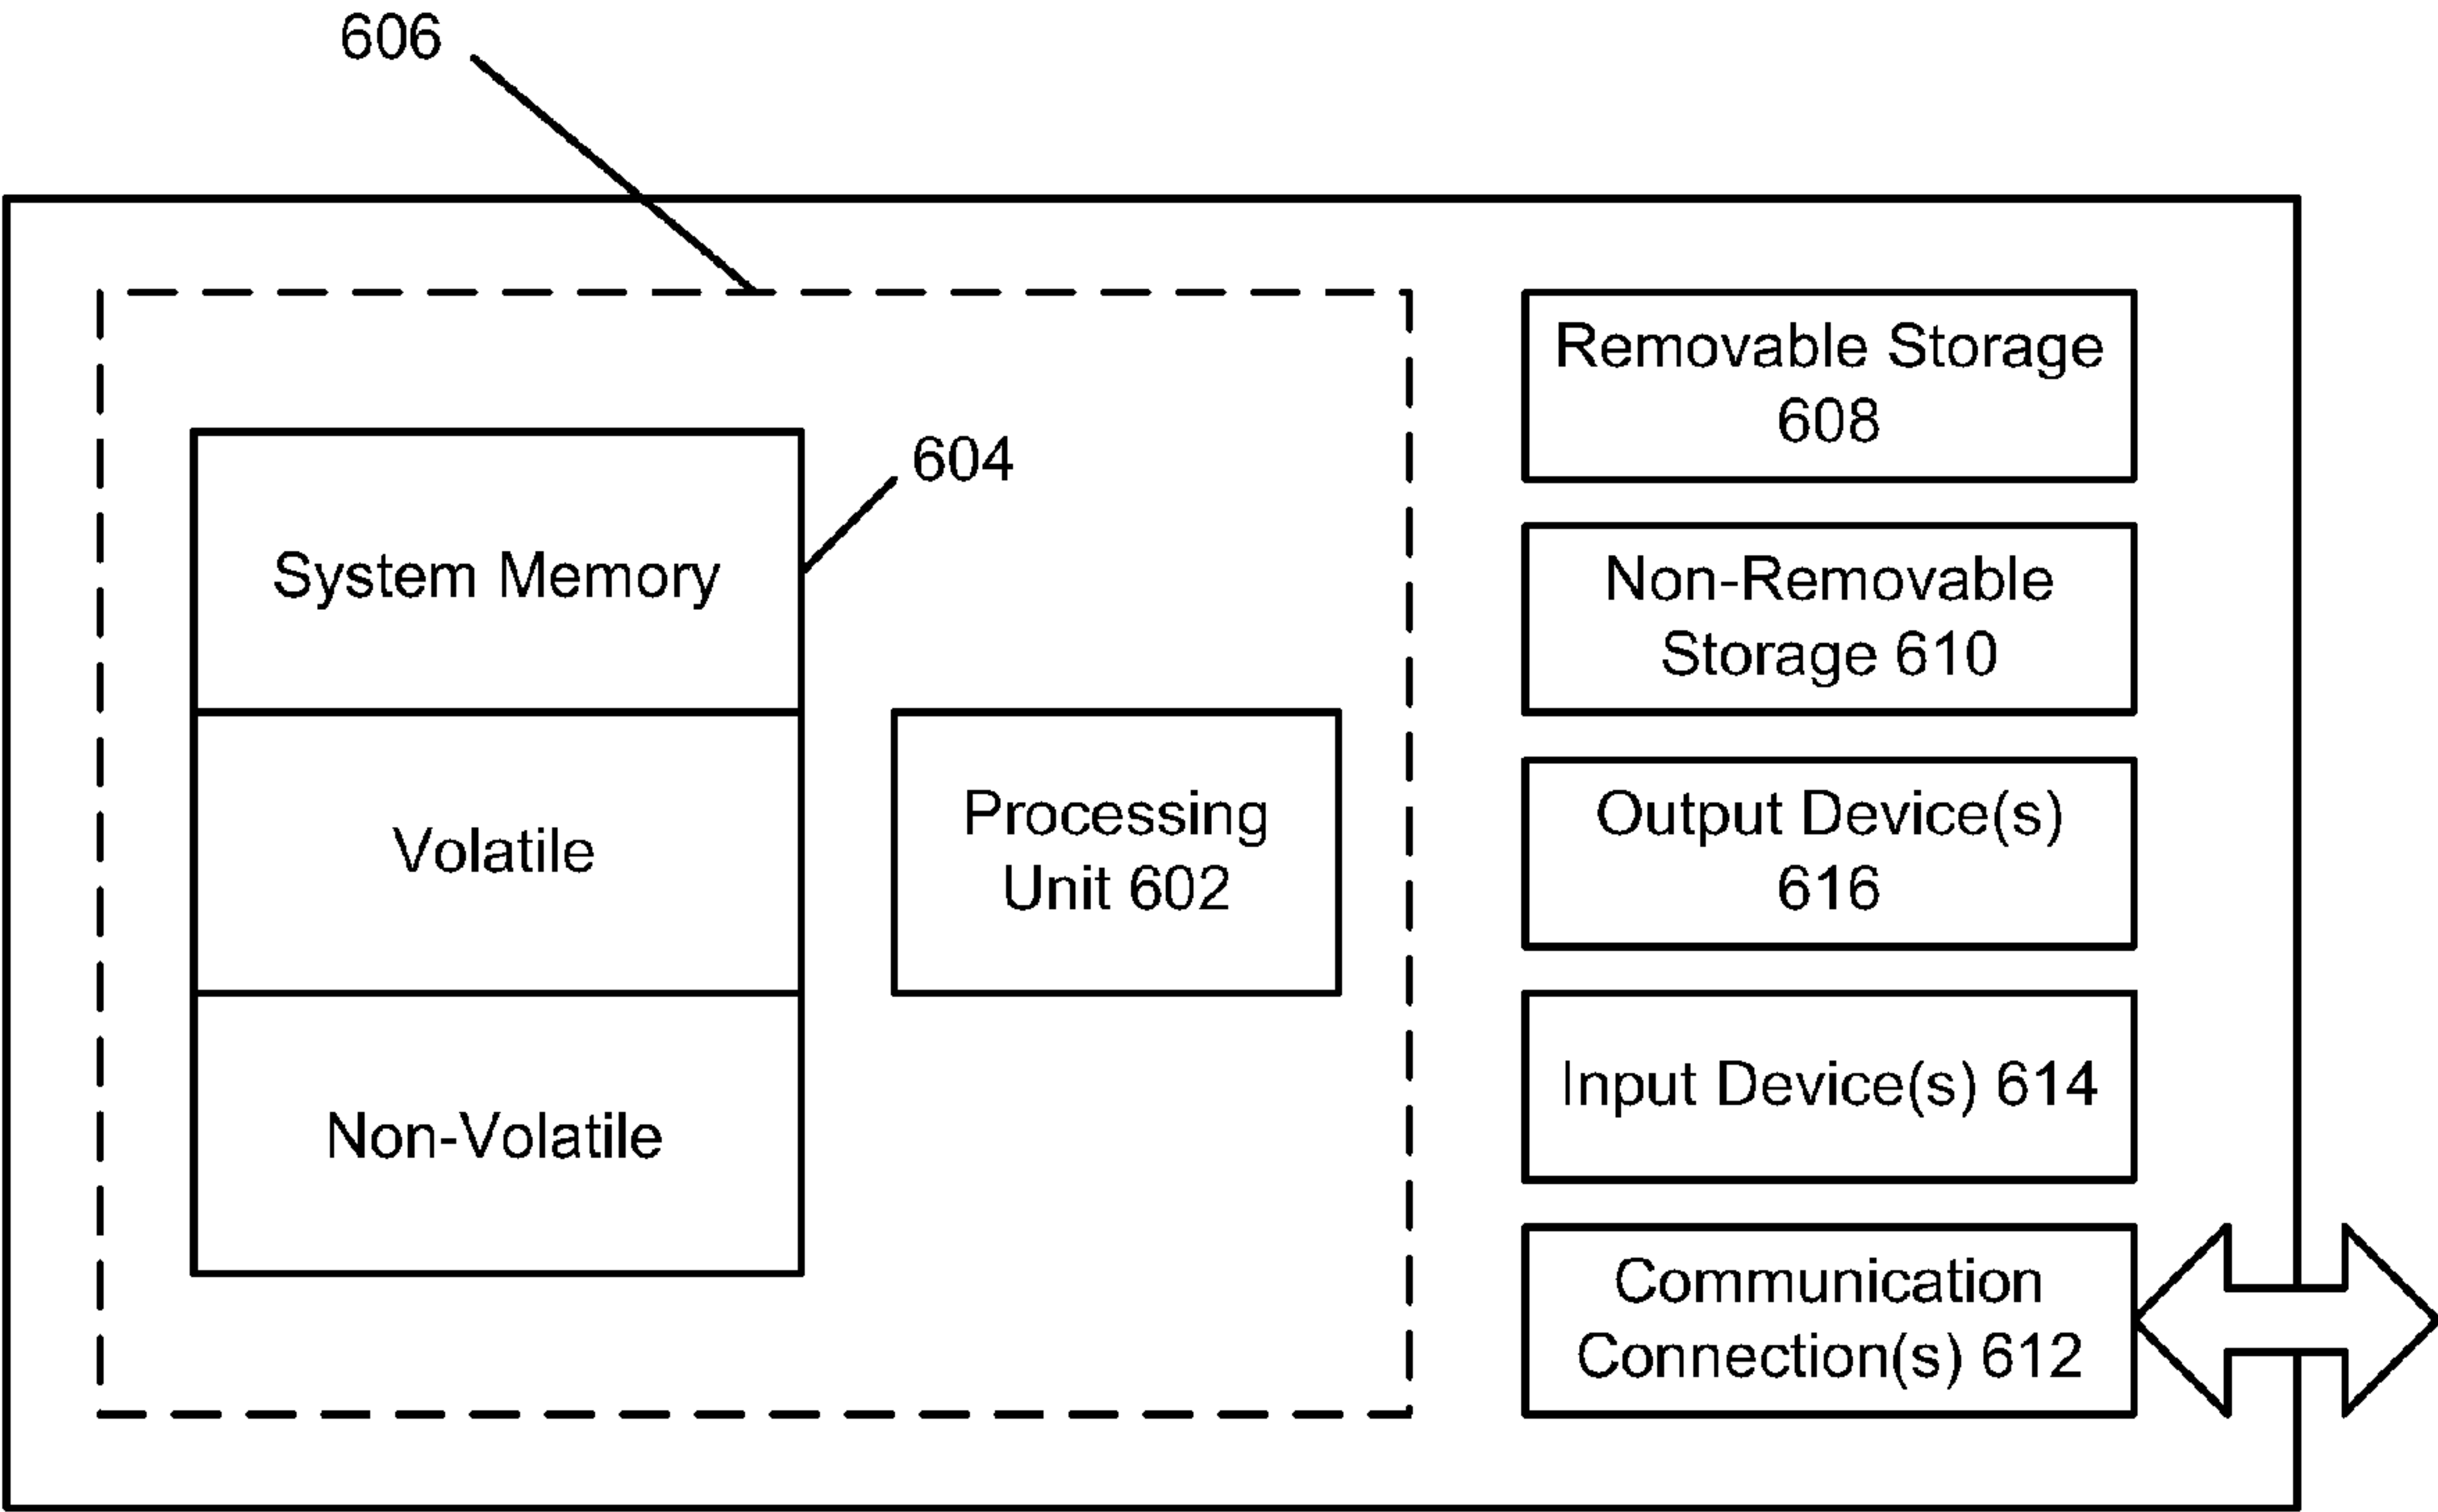 606
604
System Memory
Volatile
Non-Volatile
Processing
Unit 602
Removable Storage
608
Non-Removable
Storage 610
Output Device(s)
616
Input Device(s) 614
Communication
Connection(s) 612